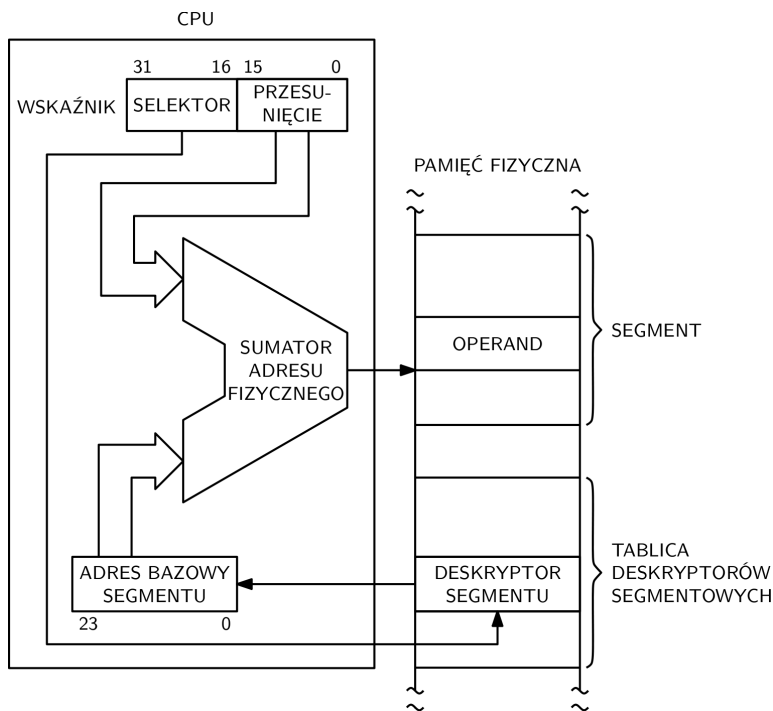 CPU
31 16 15 0
WSKAŹNIK
SELEKTOR
PRZESU-
NIĘCIE
PAMIĘĆ FIZYCZNA
SUMATOR
ADRESU
FIZYCZNEGO
OPERAND
SEGMENT
ADRES BAZOWY
SEGMENTU
23 0
DESKRYPTOR
SEGMENTU
TABLICA
DESKRYPTORÓW
SEGMENTOWYCH